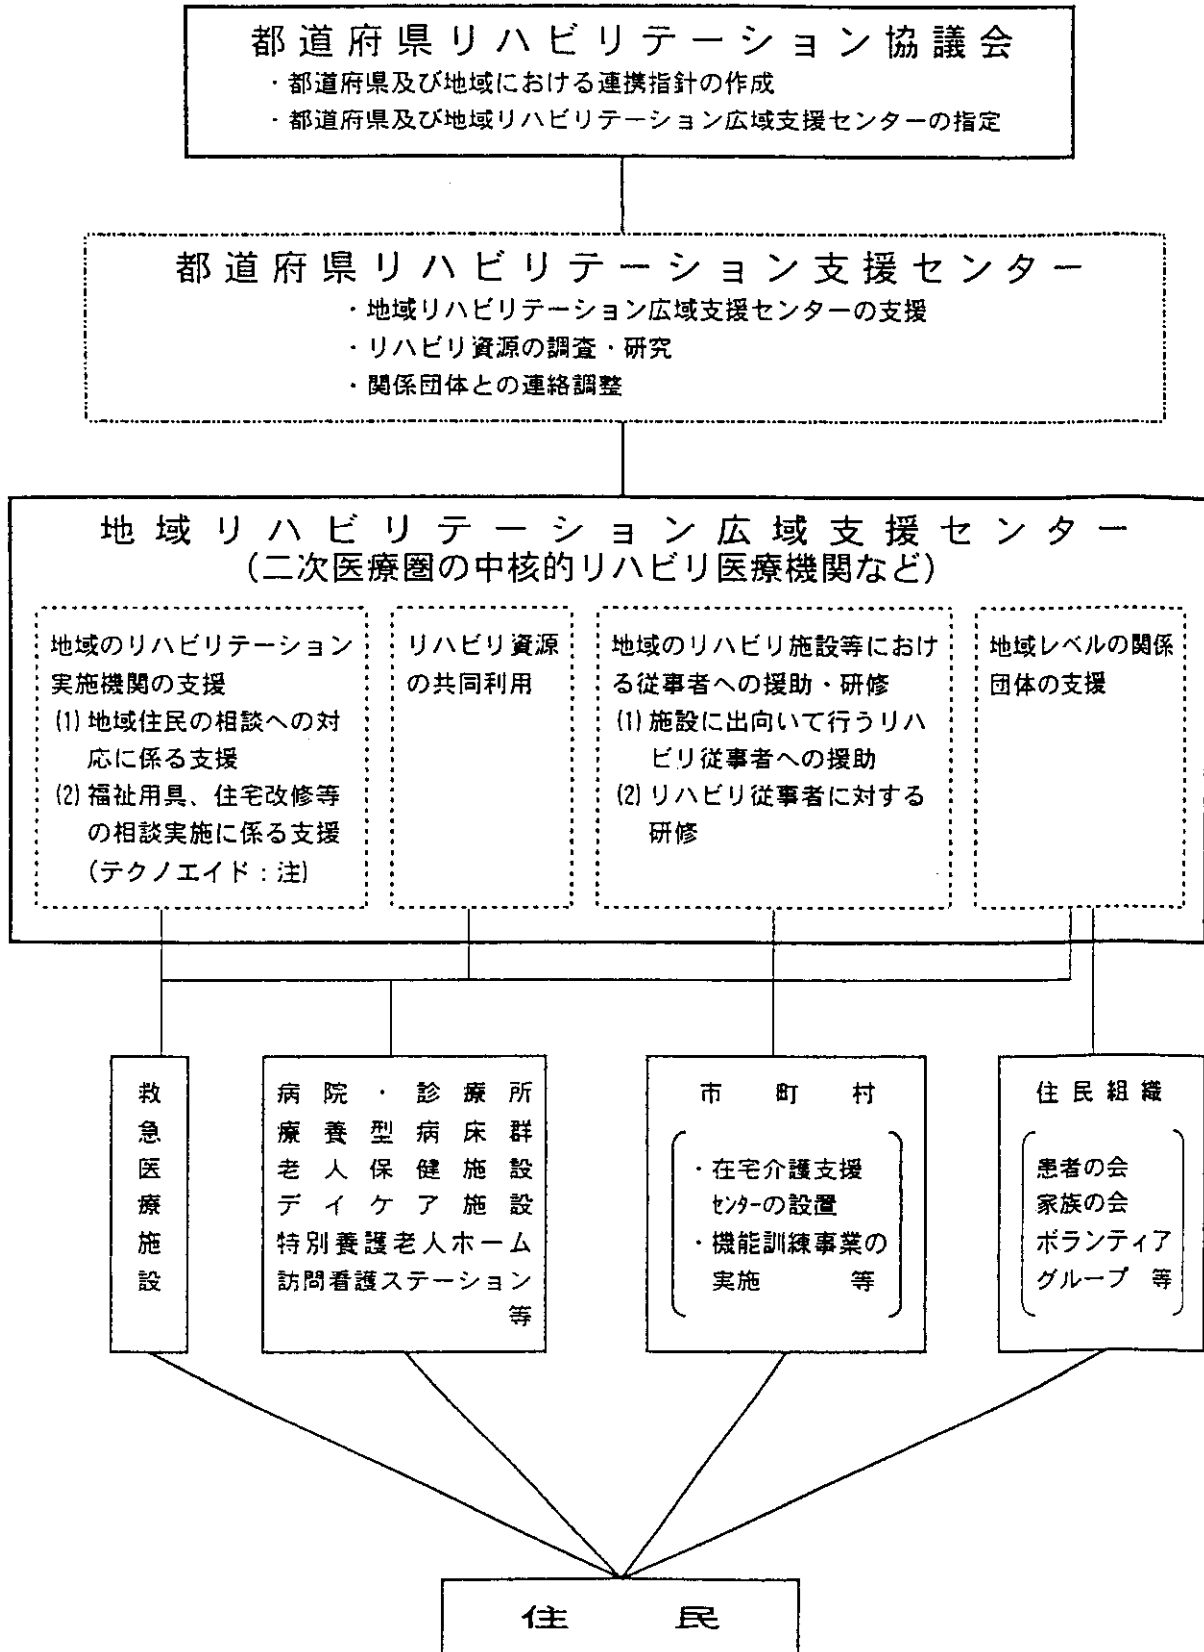 都道府県リハビリテーション協議会
・都道府県及び地域における連携指針の作成
・都道府県及び地域リハビリテーション広域支援センターの指定
都道府県リハビリテーション支援センター
・地域リハビリテーション広域支援センターの支援
・リハビリ資源の調査・研究
・関係団体との連絡調整
地域リハビリテーション広域支援センター
(二次医療圏の中核的リハビリ医療機関など)
地域のリハビリテーション
実施機関の支援
(1) 地域住民の相談への対
応に係る支援
(2) 福祉用具、住宅改修等
の相談実施に係る支援
(テクノエイド:注)
リハビリ資源
の共同利用
地域のリハビリ施設等におけ
る従事者への援助・研修
(1) 施設に出向いて行うリハ
ビリ従事者への援助
(2) リハビリ従事者に対する
研修
地域レベルの関係
団体の支援
救急医療施設
病院・診療所
療養型病床群
老人保健施設
デイケア施設
特別養護老人ホーム
訪問看護ステーション
等
市町村
・在宅介護支援
センターの設置
・機能訓練事業の
実施 等
住民組織
患者の会
家族の会
ボランティア
グループ 等
住民